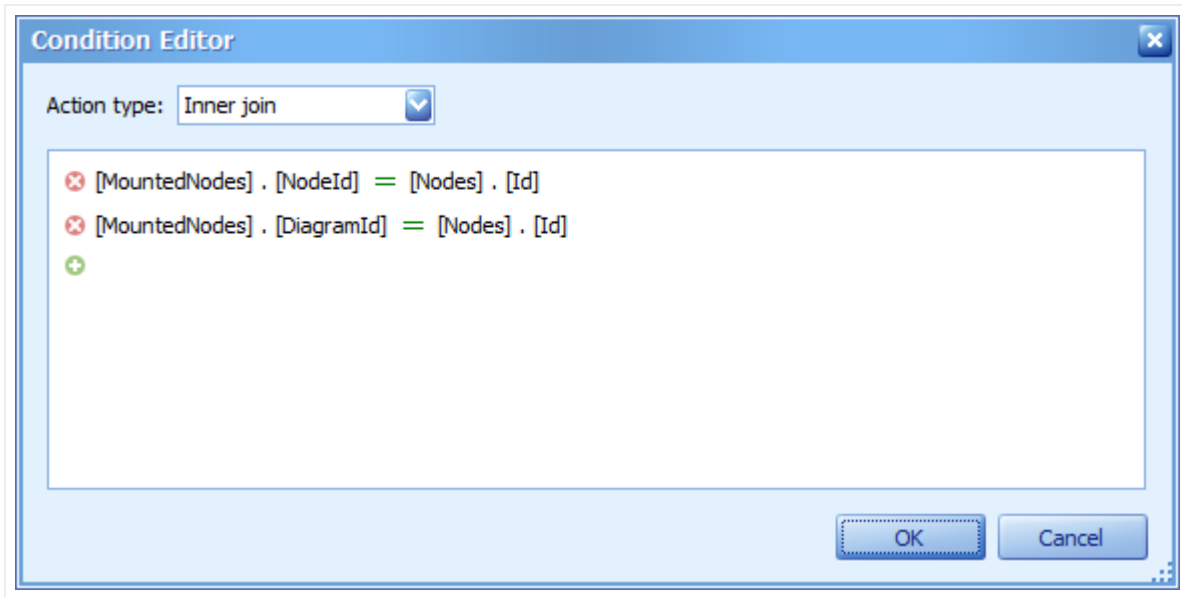 Condition Editor
Action type: Inner join
[MountedNodes] . [NodeId] = [Nodes] . [Id]
[MountedNodes] . [DiagramId] = [Nodes] . [Id]
OK Cancel